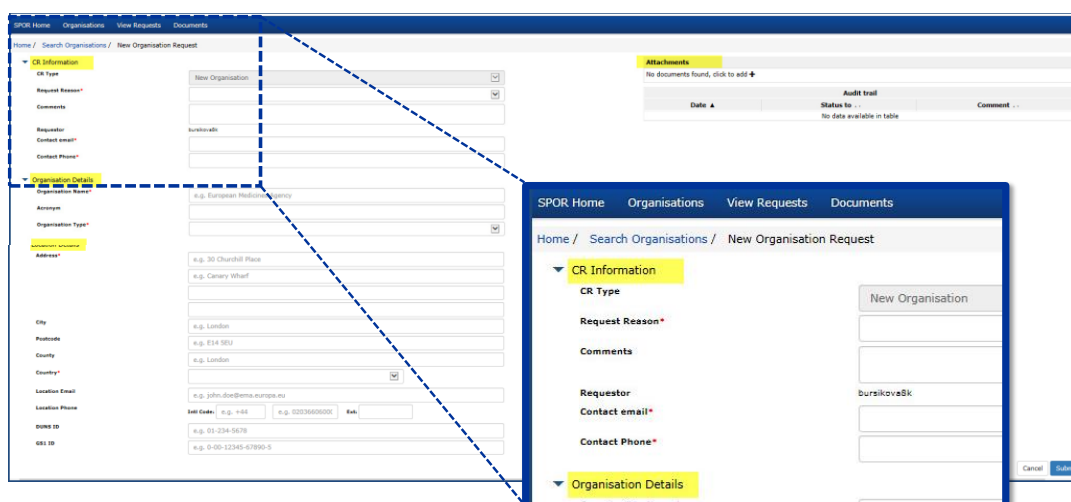 SPOR Home Organisations View Requests Documents
Home / Search Organisations / New Organisation Request
CR Information
CR Type New Organisation
Request Reason*
Comments
Requestor bursikova8k
Contact email*
Contact Phone*
Organisation Details
Organisation Name* e.g. European Medicines Agency
Acronym
Organisation Type*
Location Details
Address* e.g. 30 Churchill Place
e.g. Canary Wharf
City e.g. London
Postcode e.g. E14 5EU
County e.g. London
Country*
Location Email e.g. john.doe@ema.europa.eu
Location Phone Intl Code: e.g. +44 e.g. 0203660600 Ext:
DUNS ID e.g. 01-234-5678
GS1 ID e.g. 0-00-12345-67890-5
Attachments
No documents found, click to add +
Audit trail
Date ▲ Status to Comment
No data available in table
SPOR Home Organisations View Requests Documents
Home / Search Organisations / New Organisation Request
CR Information
CR Type New Organisation
Request Reason*
Comments
Requestor bursikova8k
Contact email*
Contact Phone*
Organisation Details
Cancel